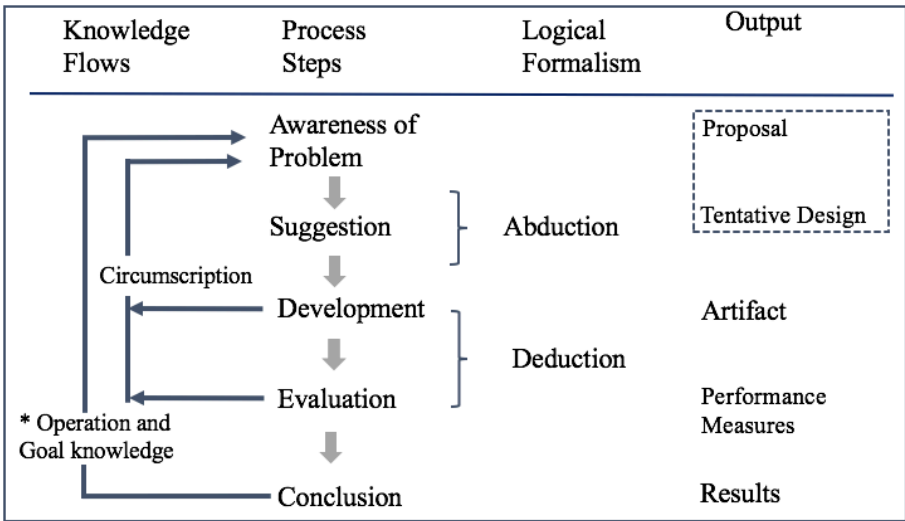 Knowledge
Flows
Process
Steps
Logical
Formalism
Output
Awareness of
Problem
Proposal
Suggestion
Abduction
Tentative Design
Circumscription
Development
Artifact
Deduction
Evaluation
Performance
Measures
* Operation and
Goal knowledge
Conclusion
Results